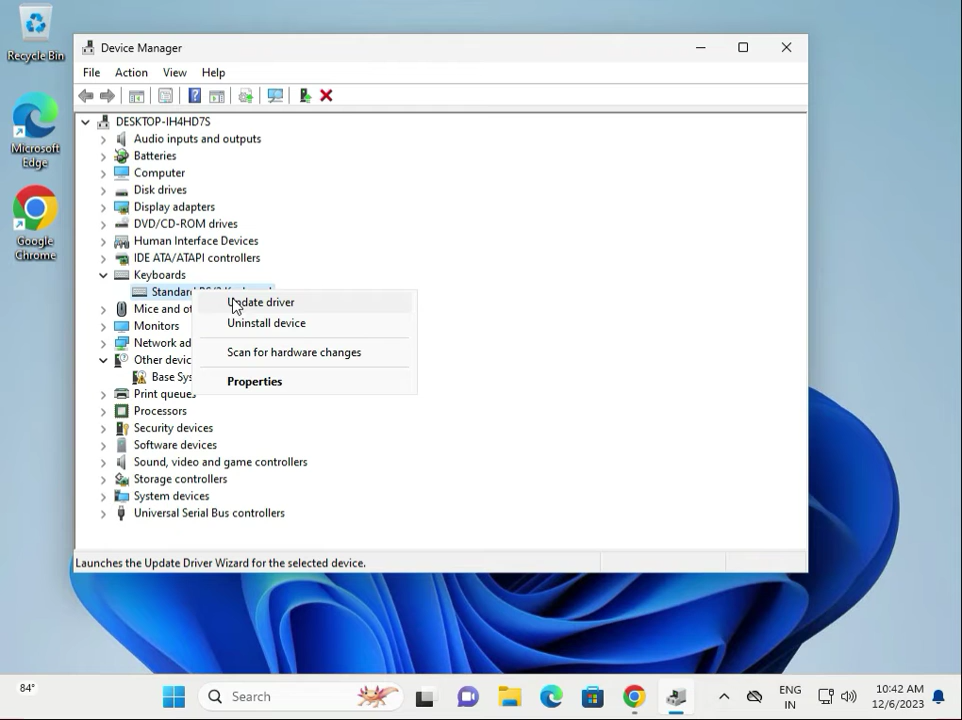 Recycle Bin
Microsoft
Edge
Google
Chrome
Device Manager
File Action View Help
DESKTOP-IH4HD7S
Audio inputs and outputs
Batteries
Computer
Disk drives
Display adapters
DVD/CD-ROM drives
Human Interface Devices
IDE ATA/ATAPI controllers
Keyboards
Standard PS/2 Keyboard
Mice and ot
Monitors
Network ad
Other devic
Base Sys
Print queues
Processors
Security devices
Software devices
Sound, video and game controllers
Storage controllers
System devices
Universal Serial Bus controllers
Update driver
Uninstall device
Scan for hardware changes
Properties
Launches the Update Driver Wizard for the selected device.
84°
Search
ENG
IN
10:42 AM
12/6/2023